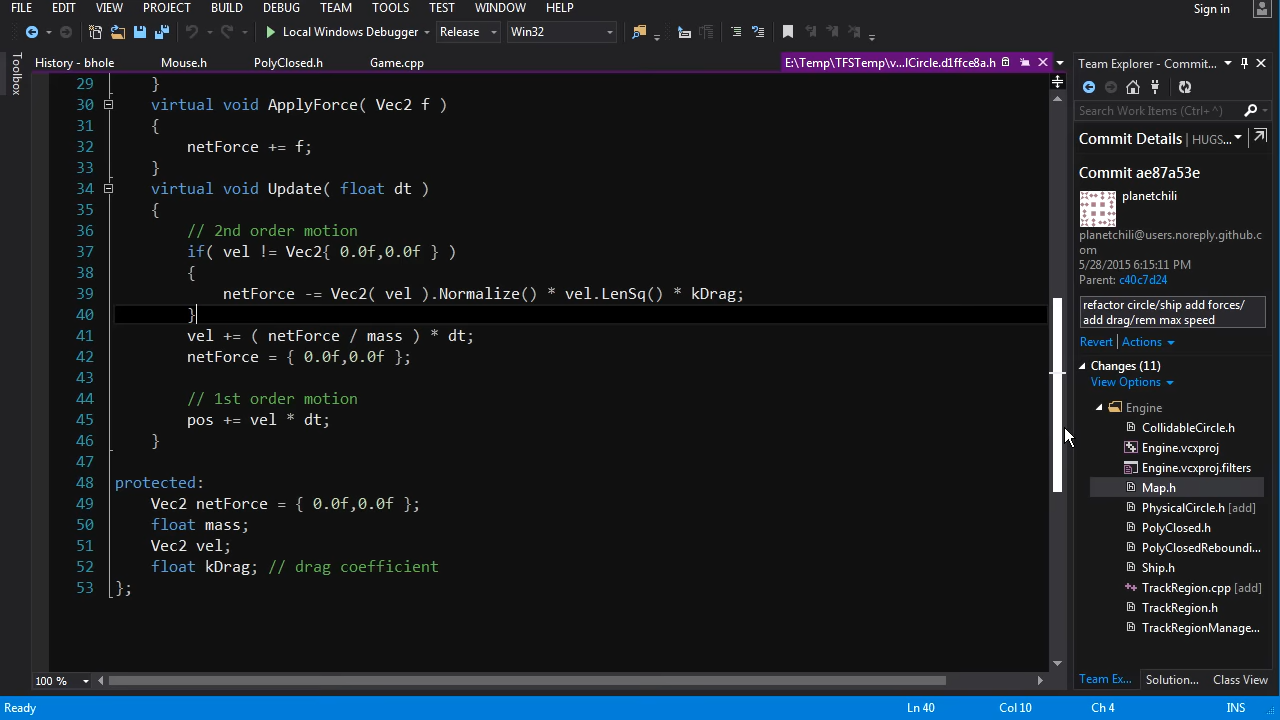 FILE EDIT VIEW PROJECT BUILD DEBUG TEAM TOOLS TEST WINDOW HELP
Sign in
Local Windows Debugger Release Win32
Toolbox
History - bhole Mouse.h PolyClosed.h Game.cpp E:\Temp\TFSTemp\v...lCircle.d1ffce8a.h
29 }
30 virtual void ApplyForce( Vec2 f )
31 {
32 netForce += f;
33 }
34 virtual void Update( float dt )
35 {
36 // 2nd order motion
37 if( vel != Vec2{ 0.0f,0.0f } )
38 {
39 netForce -= Vec2( vel ).Normalize() * vel.LenSq() * kDrag;
40 }
41 vel += ( netForce / mass ) * dt;
42 netForce = { 0.0f,0.0f };
43
44 // 1st order motion
45 pos += vel * dt;
46 }
47
48 protected:
49 Vec2 netForce = { 0.0f,0.0f };
50 float mass;
51 Vec2 vel;
52 float kDrag; // drag coefficient
53 };
100 %
Team Explorer - Commit...
Search Work Items (Ctrl+^)
Commit Details | HUGS...
Commit ae87a53e
planetchili
planetchili@users.noreply.github.c
om
5/28/2015 6:15:11 PM
Parent: c40c7d24
refactor circle/ship add forces/
add drag/rem max speed
Revert | Actions
Changes (11)
View Options
Engine
CollidableCircle.h
Engine.vcxproj
Engine.vcxproj.filters
Map.h
PhysicalCircle.h [add]
PolyClosed.h
PolyClosedReboundi...
Ship.h
TrackRegion.cpp [add]
TrackRegion.h
TrackRegionManage...
Team Ex... Solution... Class View
Ready Ln 40 Col 10 Ch 4 INS